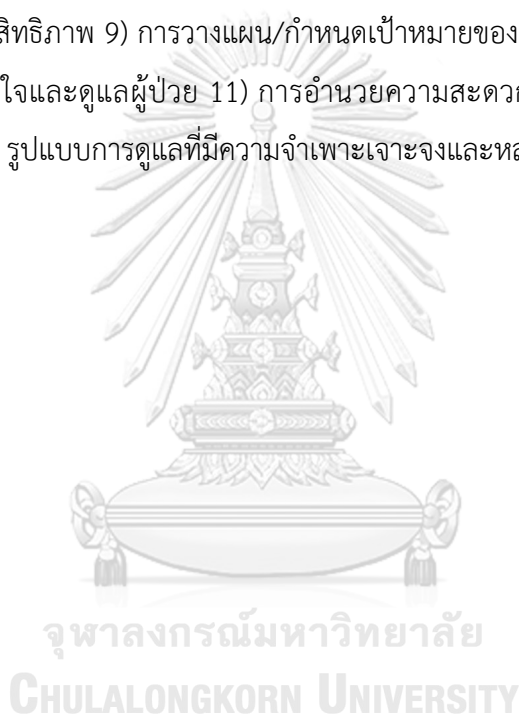 สิทธิภาพ 9) การวางแผน/กำหนดเป้าหมายของ
ใจและดูแลผู้ป่วย 11) การอำนวยความสะดวก
รูปแบบการดูแลที่มีความจำเพาะเจาะจงและหล
จุฬาลงกรณ์มหาวิทยาลัย
CHULALONGKORN UNIVERSITY